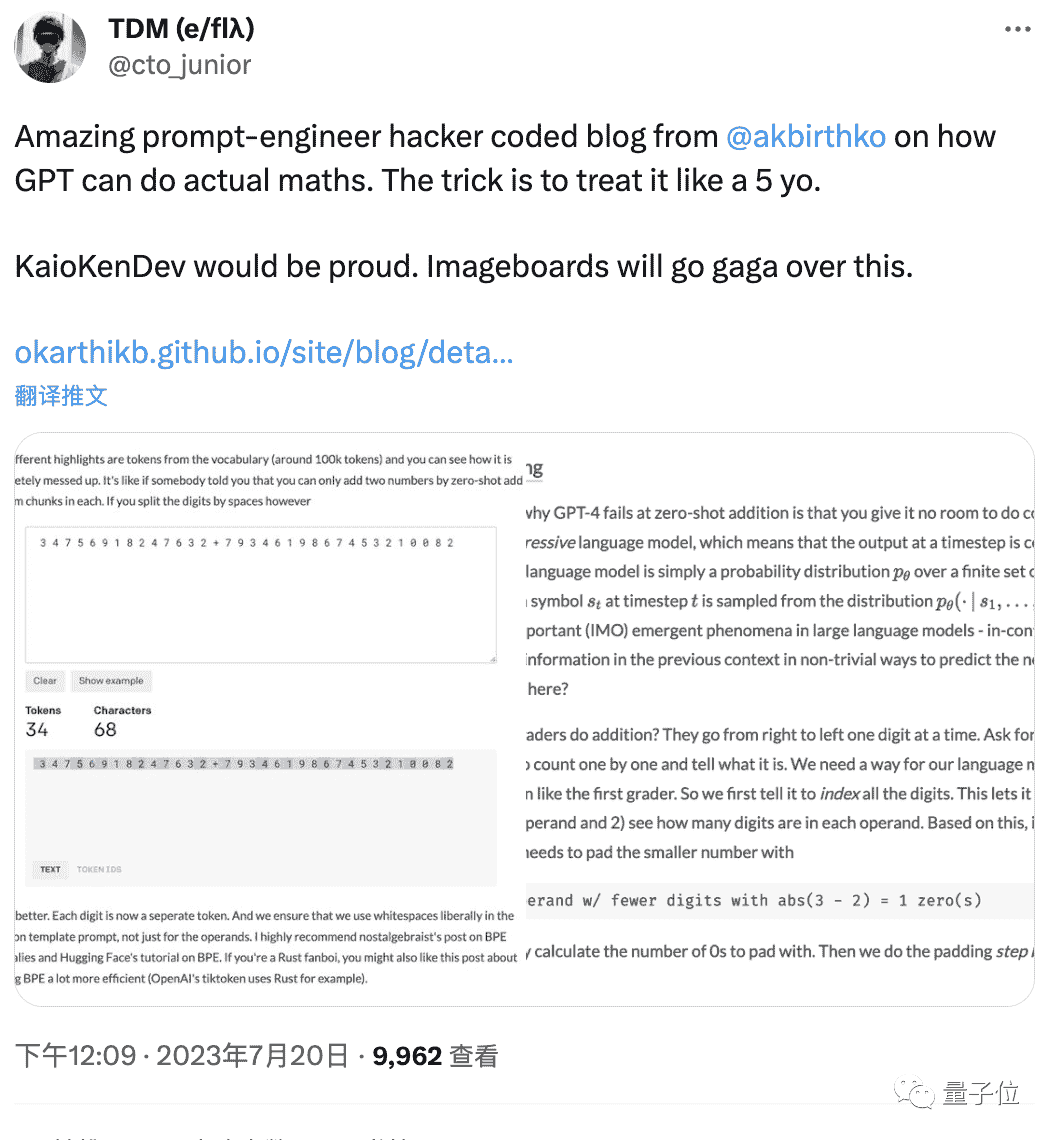 TDM (e/flλ)
@cto_junior
Amazing prompt-engineer hacker coded blog from @akbirthko on how
GPT can do actual maths. The trick is to treat it like a 5 yo.
KaioKenDev would be proud. Imageboards will go gaga over this.
okarthikb.github.io/site/blog/deta...
翻译推文
fferent highlights are tokens from the vocabulary (around 100k tokens) and you can see how it is
etely messed up. It's like if somebody told you that you can only add two numbers by zero-shot add
m chunks in each. If you split the digits by spaces however
3 4 7 5 6 9 1 8 2 4 7 6 3 2 + 7 9 3 4 6 1 9 8 6 7 4 5 3 2 1 0 0 8 2
Clear Show example
Tokens Characters
34 68
3 4 7 5 6 9 1 8 2 4 7 6 3 2 + 7 9 3 4 6 1 9 8 6 7 4 5 3 2 1 0 0 8 2
TEXT TOKEN IDS
better. Each digit is now a seperate token. And we ensure that we use whitespaces liberally in the
on template prompt, not just for the operands. I highly recommend nostalgebraist's post on BPE
alies and Hugging Face's tutorial on BPE. If you're a Rust fanboi, you might also like this post about
g BPE a lot more efficient (OpenAI's tiktoken uses Rust for example).
ng
why GPT-4 fails at zero-shot addition is that you give it no room to do co
ressive language model, which means that the output at a timestep is c
language model is simply a probability distribution pθ over a finite set o
symbol st at timestep t is sampled from the distribution pθ(· | s1, . . . ,
portant (IMO) emergent phenomena in large language models - in-con
information in the previous context in non-trivial ways to predict the ne
here?
aders do addition? They go from right to left one digit at a time. Ask for
o count one by one and tell what it is. We need a way for our language m
n like the first grader. So we first tell it to index all the digits. This lets it
perand and 2) see how many digits are in each operand. Based on this, i
needs to pad the smaller number with
erand w/ fewer digits with abs(3 - 2) = 1 zero(s)
y calculate the number of 0s to pad with. Then we do the padding step
下午12:09 · 2023年7月20日 · 9,962 查看
量子位